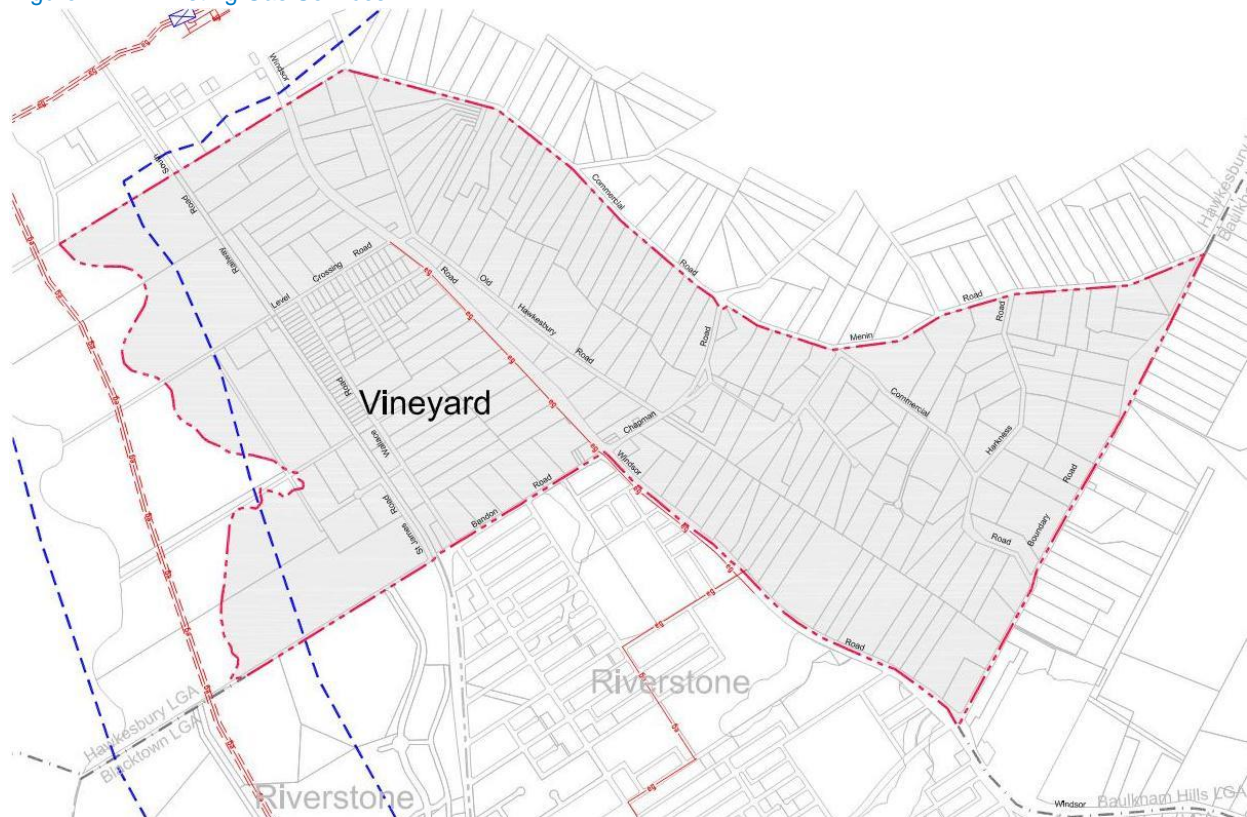 Windsor
South
Road
Railway
Level Crossing Road
Road Old
Hawkesbury
Road
Commercial
Road
Road
Menin
Road
Road
Commercial
Harkness
Chapman
Windsor
Vineyard
Road
Wallace
Road
St James
Bandon Road
Road
Boundary
Road
Road
Riverstone
Riverstone
Hawkesbury LGA
Blacktown LGA
Hawkesbury
Baulkham
Windsor
Baulkham Hills LGA